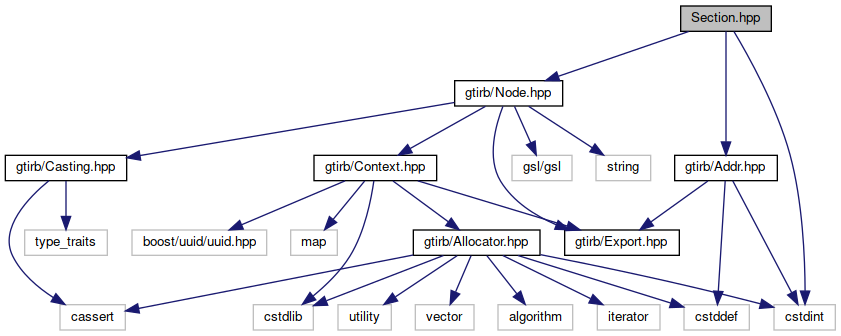 Section.hpp
gtirb/Node.hpp
gtirb/Casting.hpp
gtirb/Context.hpp
gsl/gsl
string
gtirb/Addr.hpp
type_traits
boost/uuid/uuid.hpp
map
gtirb/Allocator.hpp
gtirb/Export.hpp
cassert
cstdlib
utility
vector
algorithm
iterator
cstddef
cstdint